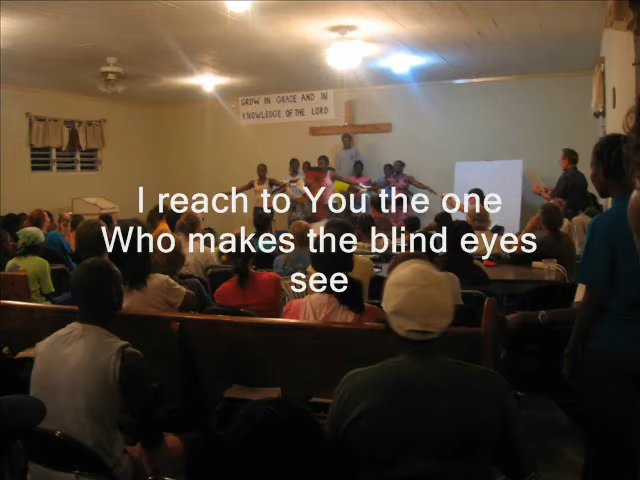 GROW IN GRACE AND IN
KNOWLEDGE OF THE LORD
I reach to You the one
Who makes the blind eyes
see